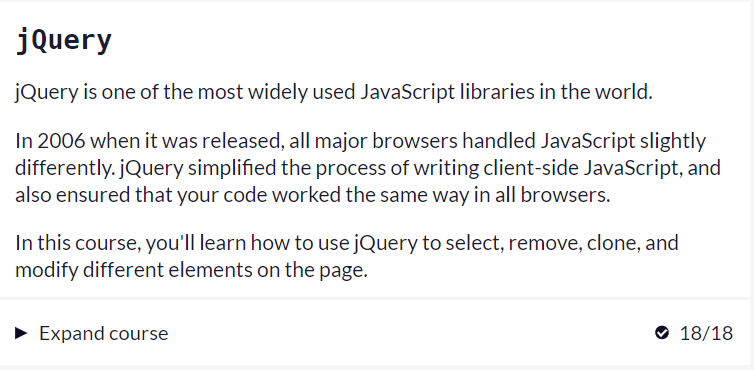 jQuery
jQuery is one of the most widely used JavaScript libraries in the world.
In 2006 when it was released, all major browsers handled JavaScript slightly
differently. jQuery simplified the process of writing client-side JavaScript, and
also ensured that your code worked the same way in all browsers.
In this course, you'll learn how to use jQuery to select, remove, clone, and
modify different elements on the page.
Expand course
18/18